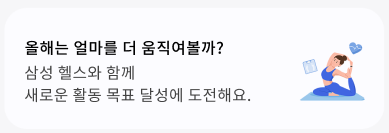 올해는 얼마를 더 움직여볼까?
삼성 헬스와 함께
새로운 활동 목표 달성에 도전해요.